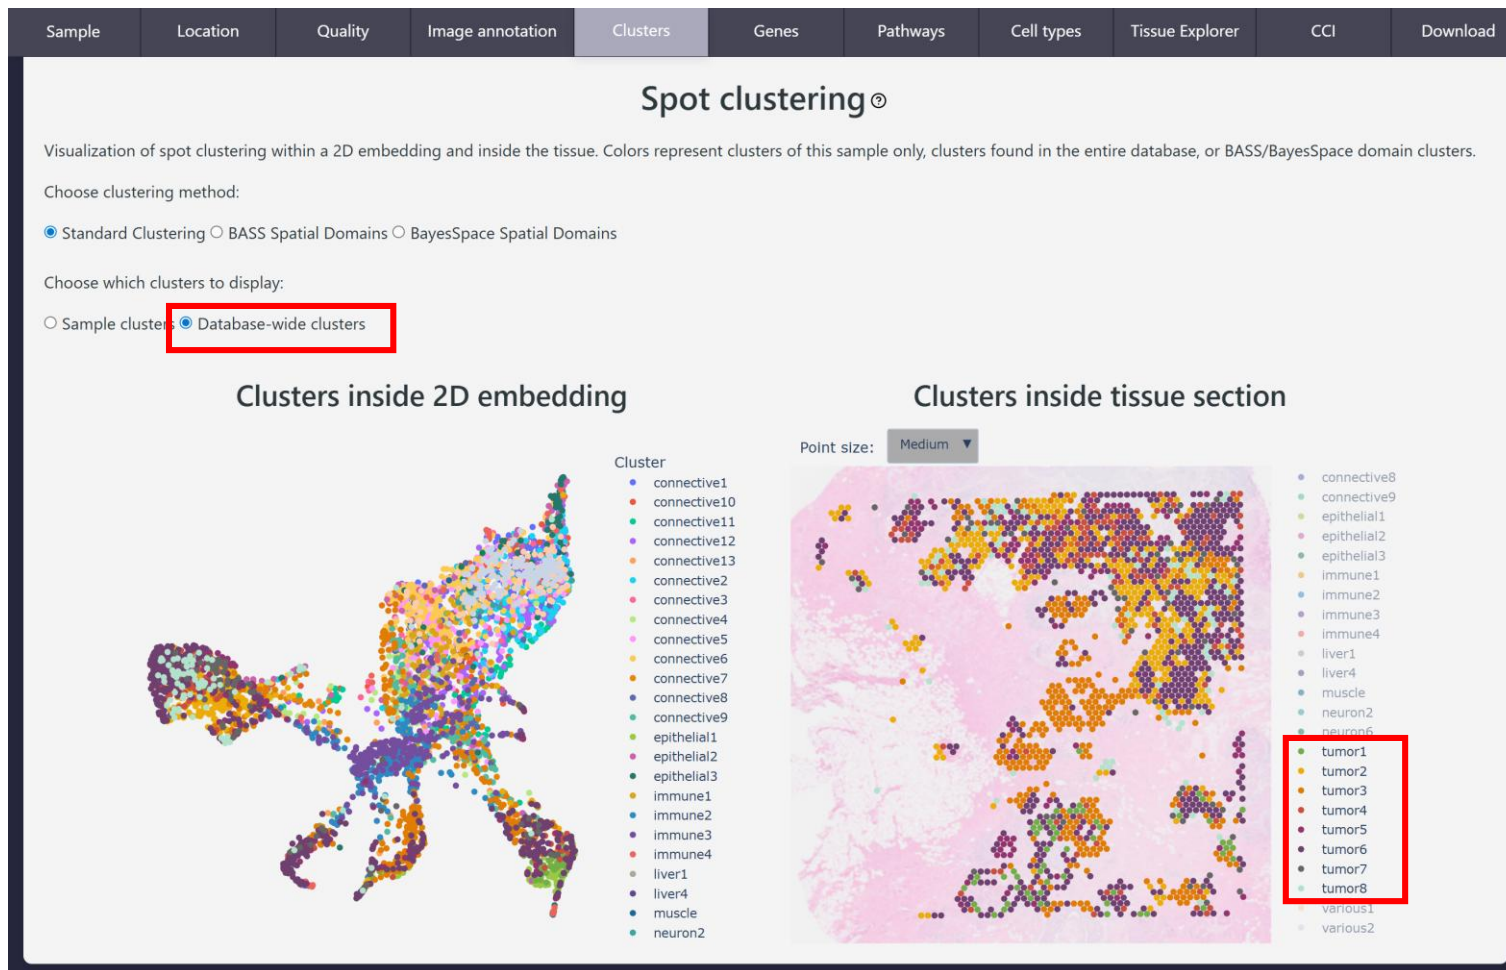 Sample Location Quality Image annotation Clusters Genes Pathways Cell types Tissue Explorer CCI Download
Spot clustering
Visualization of spot clustering within a 2D embedding and inside the tissue. Colors represent clusters of this sample only, clusters found in the entire database, or BASS/BayesSpace domain clusters.
Choose clustering method:
Standard Clustering BASS Spatial Domains BayesSpace Spatial Domains
Choose which clusters to display:
Sample clusters Database-wide clusters
Clusters inside 2D embedding
Cluster
connective1
connective10
connective11
connective12
connective13
connective2
connective3
connective4
connective5
connective6
connective7
connective8
connective9
epithelial1
epithelial2
epithelial3
immune1
immune2
immune3
immune4
liver1
liver4
muscle
neuron2
Clusters inside tissue section
Point size: Medium ▼
connective8
connective9
epithelial1
epithelial2
epithelial3
immune1
immune2
immune3
immune4
liver1
liver4
muscle
neuron2
neuron6
tumor1
tumor2
tumor3
tumor4
tumor5
tumor6
tumor7
tumor8
various1
various2